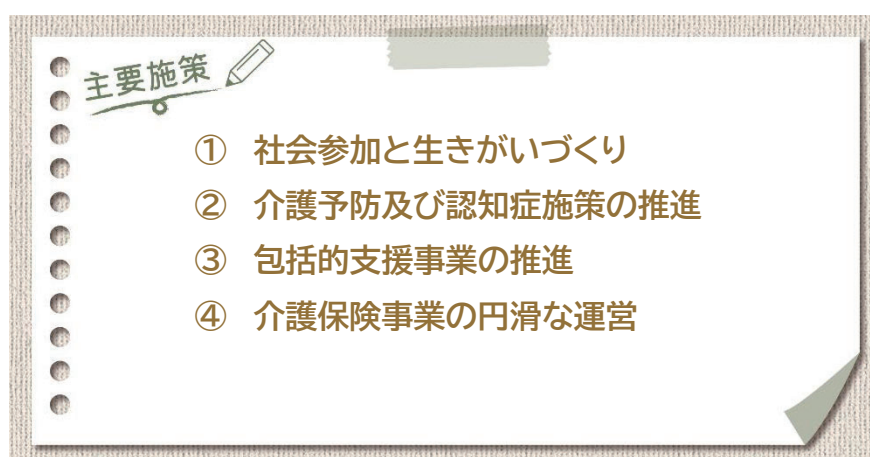 主要施策
① 社会参加と生きがいづくり
② 介護予防及び認知症施策の推進
③ 包括的支援事業の推進
④ 介護保険事業の円滑な運営